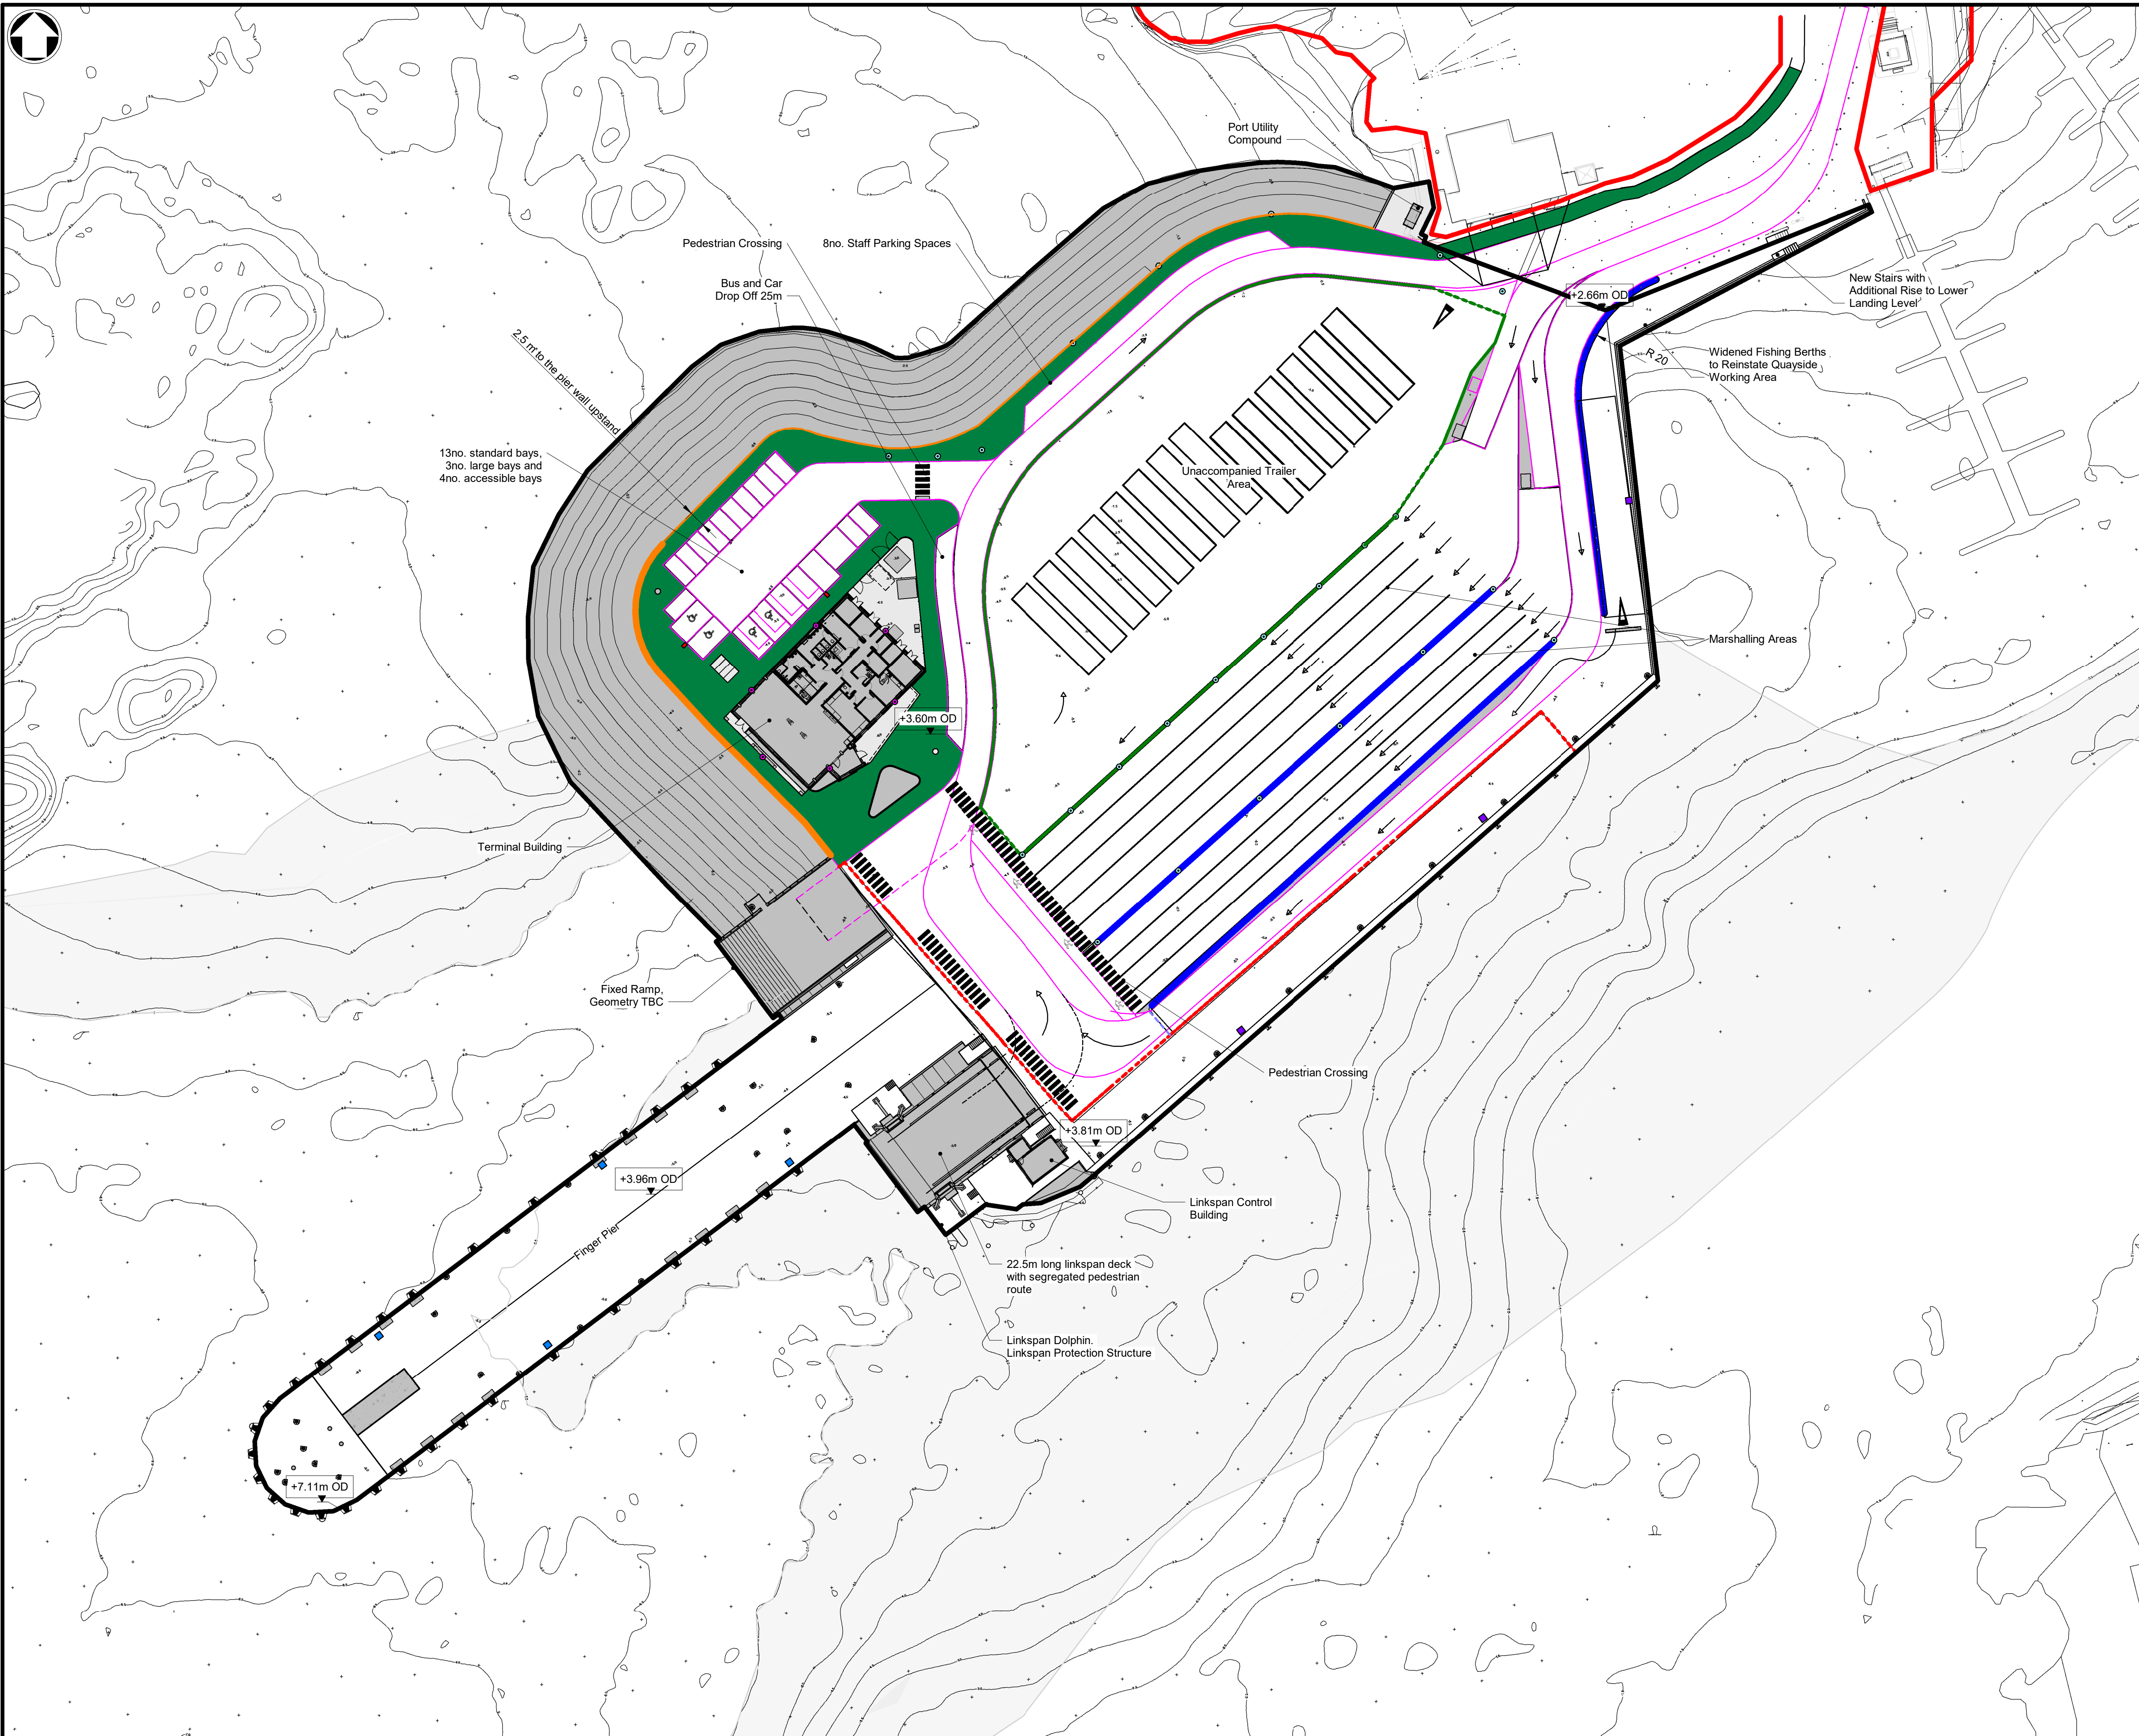 Port Utility
Compound
Pedestrian Crossing
8no. Staff Parking Spaces
Bus and Car
Drop Off 25m
New Stairs with
Additional Rise to Lower
Landing Level
+2.66m OD
R 20
Widened Fishing Berths
to Reinstate Quayside
Working Area
2.5 m to the pier wall upstand
13no. standard bays,
3no. large bays and
4no. accessible bays
Unaccompanied Trailer
Area
Marshalling Areas
+3.60m OD
Terminal Building
Fixed Ramp,
Geometry TBC
Pedestrian Crossing
+3.81m OD
+3.96m OD
Linkspan Control
Building
Finger Pier
22.5m long linkspan deck
with segregated pedestrian
route
Linkspan Dolphin.
Linkspan Protection Structure
+7.11m OD